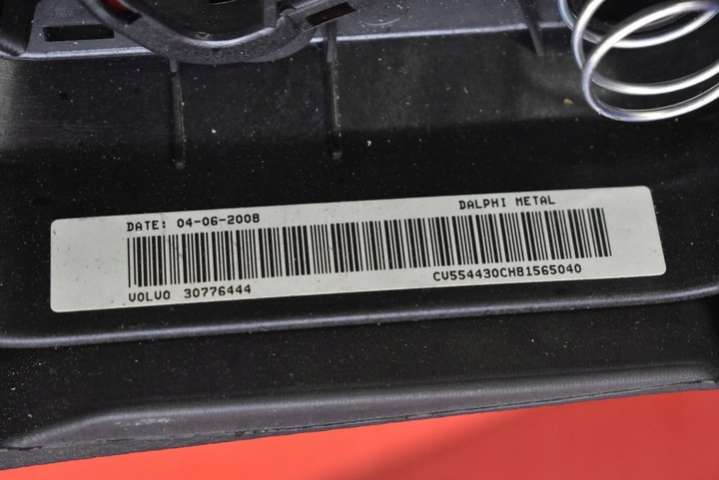 DATE: 04-06-2008
DALPHI METAL
VOLVO 30776444
CV554430CH81565040